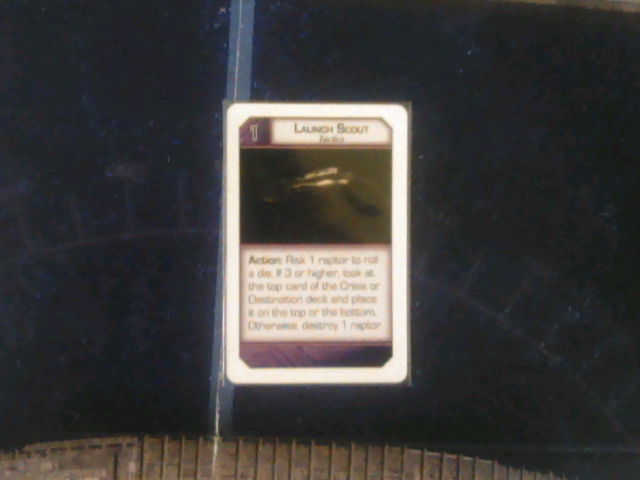 1
Launch Scout
Tactics
Action: Risk 1 raptor to roll
a die. If 3 or higher, look at
the top card of the Crisis or
Destination deck and place
it on the top or the bottom.
Otherwise, destroy 1 raptor